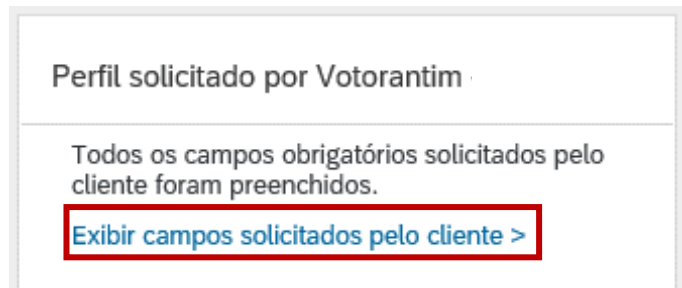 Perfil solicitado por Votorantim
Todos os campos obrigatórios solicitados pelo
cliente foram preenchidos.
Exibir campos solicitados pelo cliente >